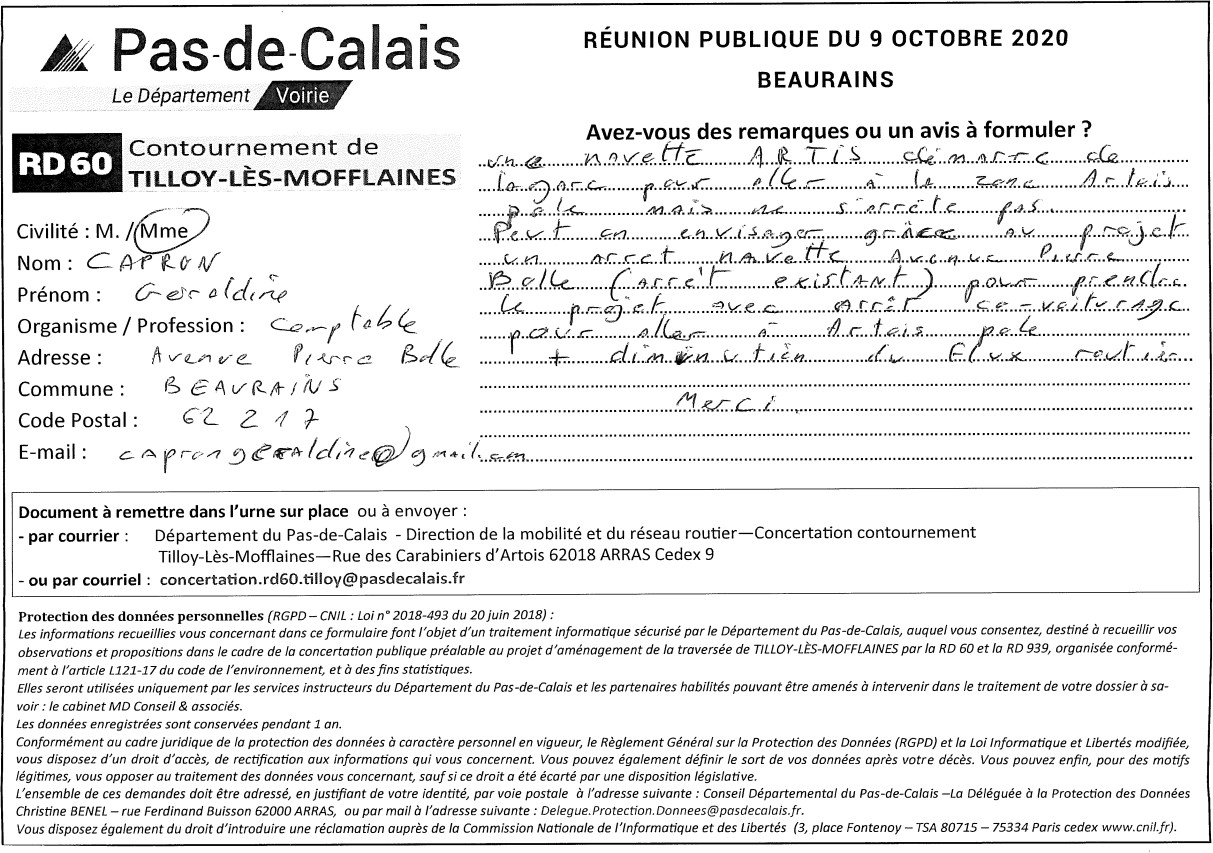 Pas-de-Calais
Le Département Voirie
RÉUNION PUBLIQUE DU 9 OCTOBRE 2020
BEAURAINS
RD 60 Contournement de
TILLOY-LÈS-MOFFLAINES
Civilité : M. / Mme
Nom : CAPRON
Prénom : Géraldine
Organisme / Profession : Comptable
Adresse : Avenue Pierre Bolle
Commune : BEAURAINS
Code Postal : 62 217
E-mail : caprongeraldine@gmail.com
Avez-vous des remarques ou un avis à formuler ?
une navette ARTIS démarre de
la gare pour aller à la zone Artois
pole mais ne s'arrête pas.
Peut on envisager grâce au projet
un arret navette Avenue Pierre
Bolle (arrêt existant) pour prendre
le projet avec arrêt co-voiturage
pour aller à Artois pole
+ diminution du flux routier
Merci.
Document à remettre dans l'urne sur place ou à envoyer :
- par courrier : Département du Pas-de-Calais - Direction de la mobilité et du réseau routier—Concertation contournement
Tilloy-Lès-Mofflaines—Rue des Carabiniers d'Artois 62018 ARRAS Cedex 9
- ou par courriel : concertation.rd60.tilloy@pasdecalais.fr
Protection des données personnelles (RGPD – CNIL : Loi n° 2018-493 du 20 juin 2018) :
Les informations recueillies vous concernant dans ce formulaire font l'objet d'un traitement informatique sécurisé par le Département du Pas-de-Calais, auquel vous consentez, destiné à recueillir vos
observations et propositions dans le cadre de la concertation publique préalable au projet d'aménagement de la traversée de TILLOY-LÈS-MOFFLAINES par la RD 60 et la RD 939, organisée conformé-
ment à l'article L121-17 du code de l'environnement, et à des fins statistiques.
Elles seront utilisées uniquement par les services instructeurs du Département du Pas-de-Calais et les partenaires habilités pouvant être amenés à intervenir dans le traitement de votre dossier à sa-
voir : le cabinet MD Conseil & associés.
Les données enregistrées sont conservées pendant 1 an.
Conformément au cadre juridique de la protection des données à caractère personnel en vigueur, le Règlement Général sur la Protection des Données (RGPD) et la Loi Informatique et Libertés modifiée,
vous disposez d'un droit d'accès, de rectification aux informations qui vous concernent. Vous pouvez également définir le sort de vos données après votre décès. Vous pouvez enfin, pour des motifs
légitimes, vous opposer au traitement des données vous concernant, sauf si ce droit a été écarté par une disposition législative.
L'ensemble de ces demandes doit être adressé, en justifiant de votre identité, par voie postale à l'adresse suivante : Conseil Départemental du Pas-de-Calais –La Déléguée à la Protection des Données
Christine BENEL – rue Ferdinand Buisson 62000 ARRAS, ou par mail à l'adresse suivante : Delegue.Protection.Donnees@pasdecalais.fr.
Vous disposez également du droit d'introduire une réclamation auprès de la Commission Nationale de l'Informatique et des Libertés (3, place Fontenoy – TSA 80715 – 75334 Paris cedex www.cnil.fr).